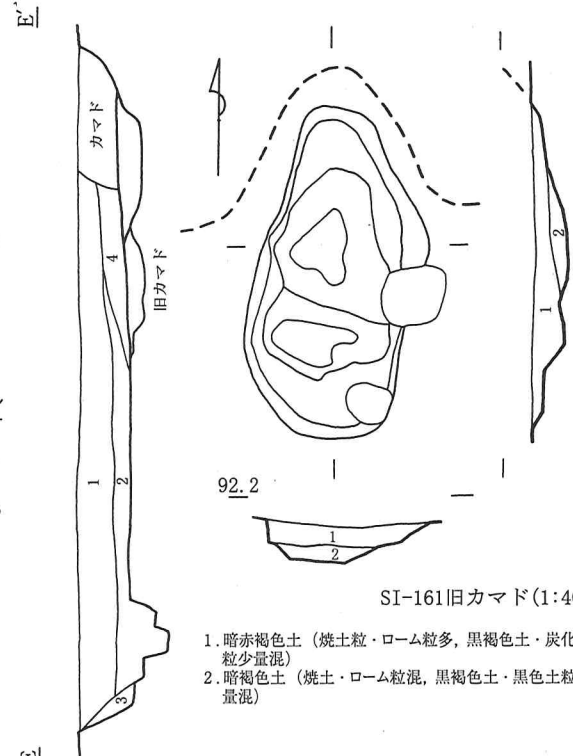 E'
カマド
4
旧カマド
1
2
3
2
1
92.2
1
2
SI-161旧カマド(1:4
1.暗赤褐色土(焼土粒・ローム粒多,黒褐色土・炭化
粒少量混)
2.暗褐色土(焼土・ローム粒混,黒褐色土・黒色土粒
量混)